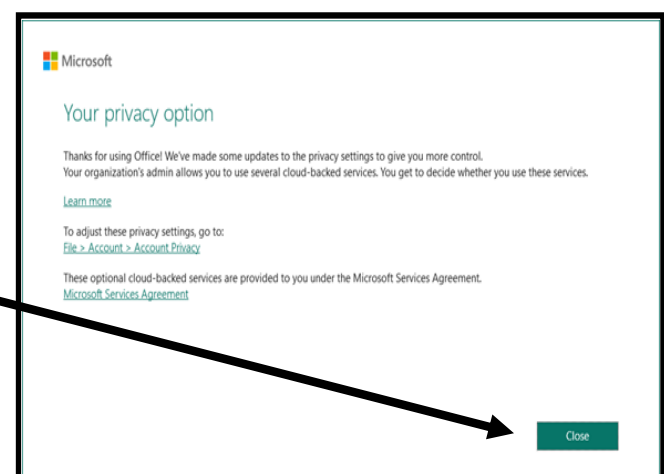 Microsoft
Your privacy option
Thanks for using Office! We've made some updates to the privacy settings to give you more control.
Your organization's admin allows you to use several cloud-backed services. You get to decide whether you use these services.
Learn more
To adjust these privacy settings, go to:
File > Account > Account Privacy
These optional cloud-backed services are provided to you under the Microsoft Services Agreement.
Microsoft Services Agreement
Close